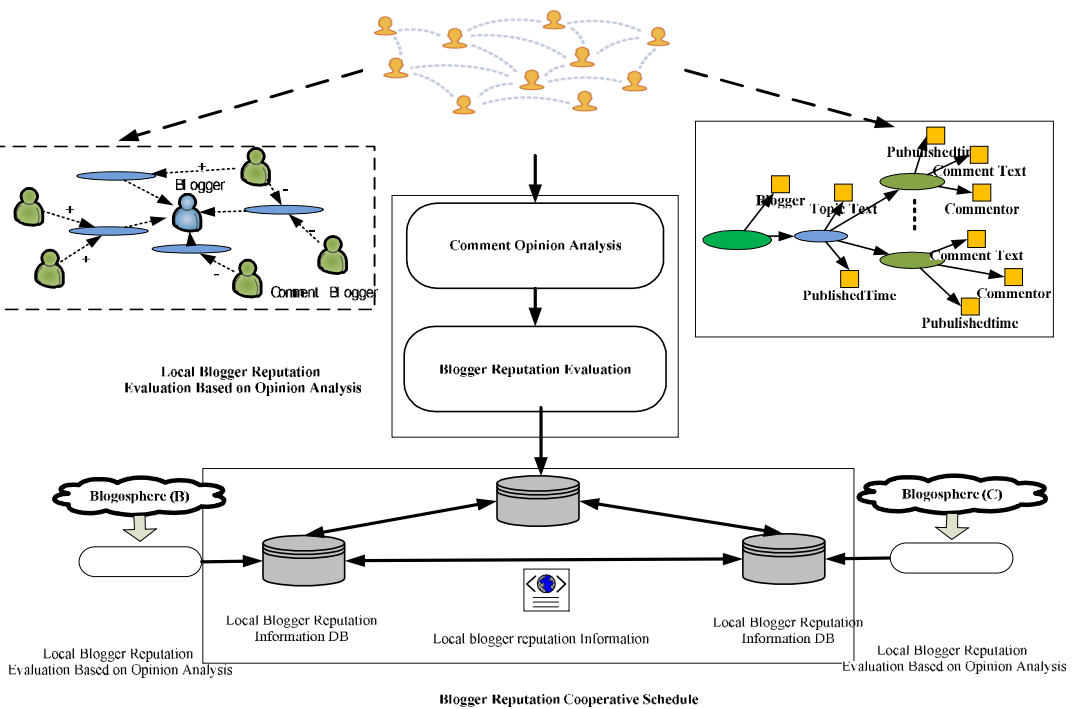 +
Blogger
-
+
-
+
-
Comment Blogger
Local Blogger Reputation
Evaluation Based on Opinion Analysis
Comment Opinion Analysis
Blogger Reputation Evaluation
Pubulishedtime
Comment Text
Blogger
Topic Text
Commentor
Comment Text
PublishedTime
Commentor
Pubulishedtime
Blogosphere (B)
Blogosphere (C)
Local Blogger Reputation
Information DB
Local blogger reputation Information
Local Blogger Reputation
Information DB
Local Blogger Reputation
Evaluation Based on Opinion Analysis
Local Blogger Reputation
Evaluation Based on Opinion Analysis
Blogger Reputation Cooperative Schedule